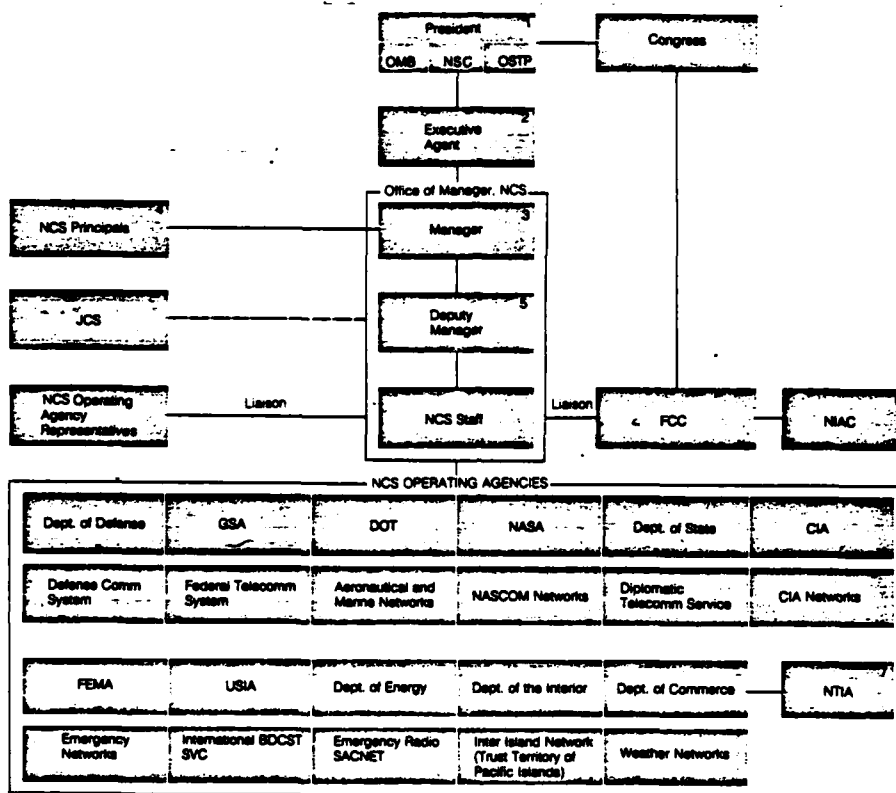 President
1
Congress
OMB
NSC
OSTP
2
Executive
Agent
Office of Manager, NCS
4
NCS Principals
3
Manager
JCS
5
Deputy
Manager
NCS Operating
Agency
Representatives
Liaison
NCS Staff
Liaison
FCC
NIAC
NCS OPERATING AGENCIES
Dept. of Defense
GSA
DOT
NASA
Dept. of State
CIA
Defense Comm
System
Federal Telecomm
System
Aeronautical and
Marine Networks
NASCOM Networks
Diplomatic
Telecomm Service
CIA Networks
FEMA
USIA
Dept. of Energy
Dept. of the Interior
Dept. of Commerce
NTIA
Emergency
Networks
International BDCST
SVC
Emergency Radio
SACNET
Inter Island Network
(Trust Territory of
Pacific Islands)
Weather Networks